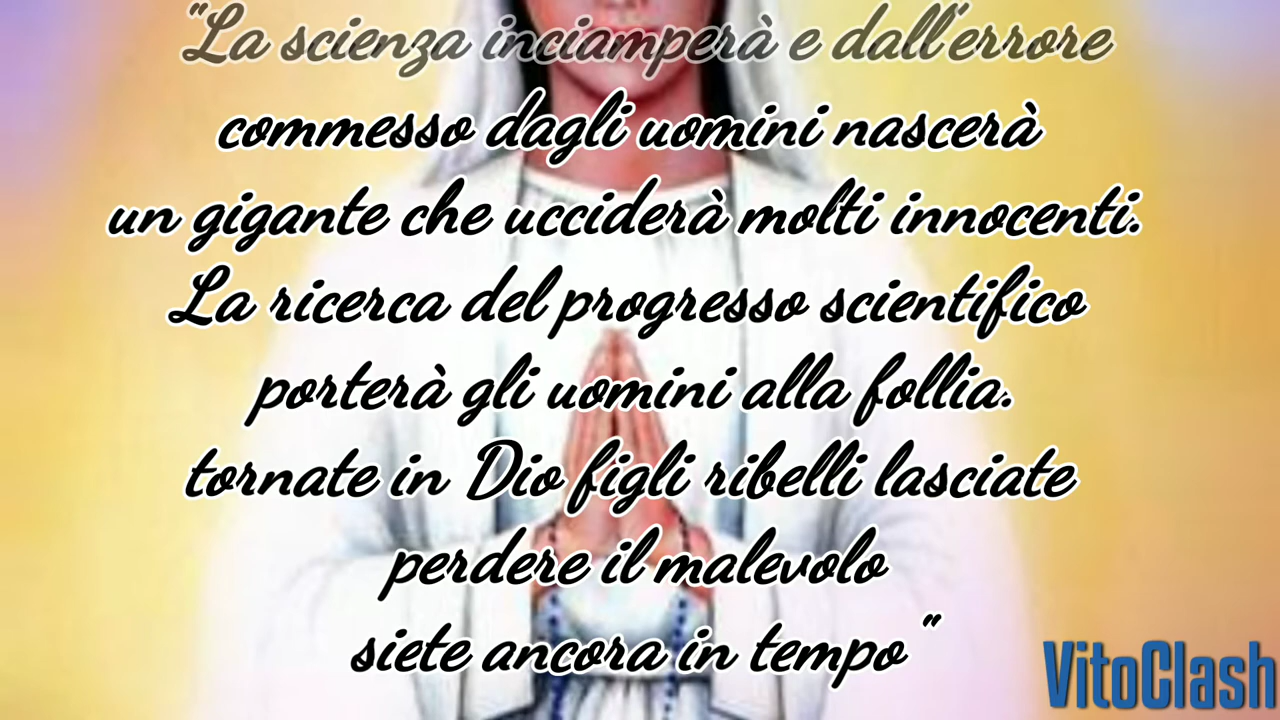 "La scienza inciamperà e dall'errore
commesso dagli uomini nascerà
un gigante che ucciderà molti innocenti.
La ricerca del progresso scientifico
porterà gli uomini alla follia.
tornate in Dio figli ribelli lasciate
perdere il malevolo
siete ancora in tempo"
VitoClash